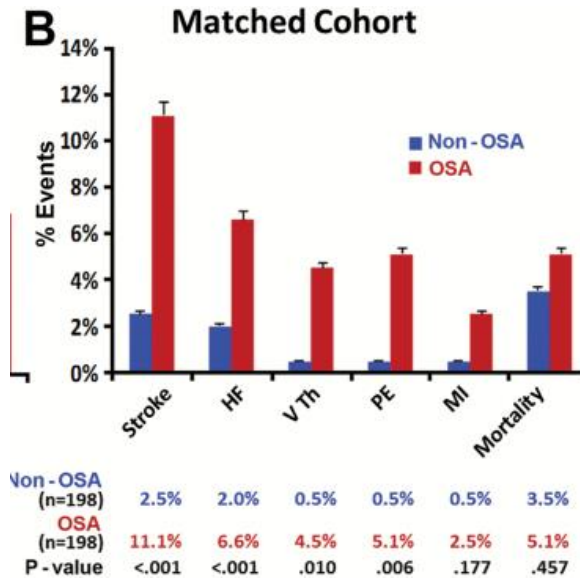 B Matched Cohort
14%
12%
10%
8%
6%
4%
2%
0%
% Events
Non-OSA
OSA
Stroke
HF
V Th
PE
MI
Mortality
Non-OSA
(n=198) 2.5% 2.0% 0.5% 0.5% 0.5% 3.5%
OSA
(n=198) 11.1% 6.6% 4.5% 5.1% 2.5% 5.1%
P-value <.001 <.001 .010 .006 .177 .457